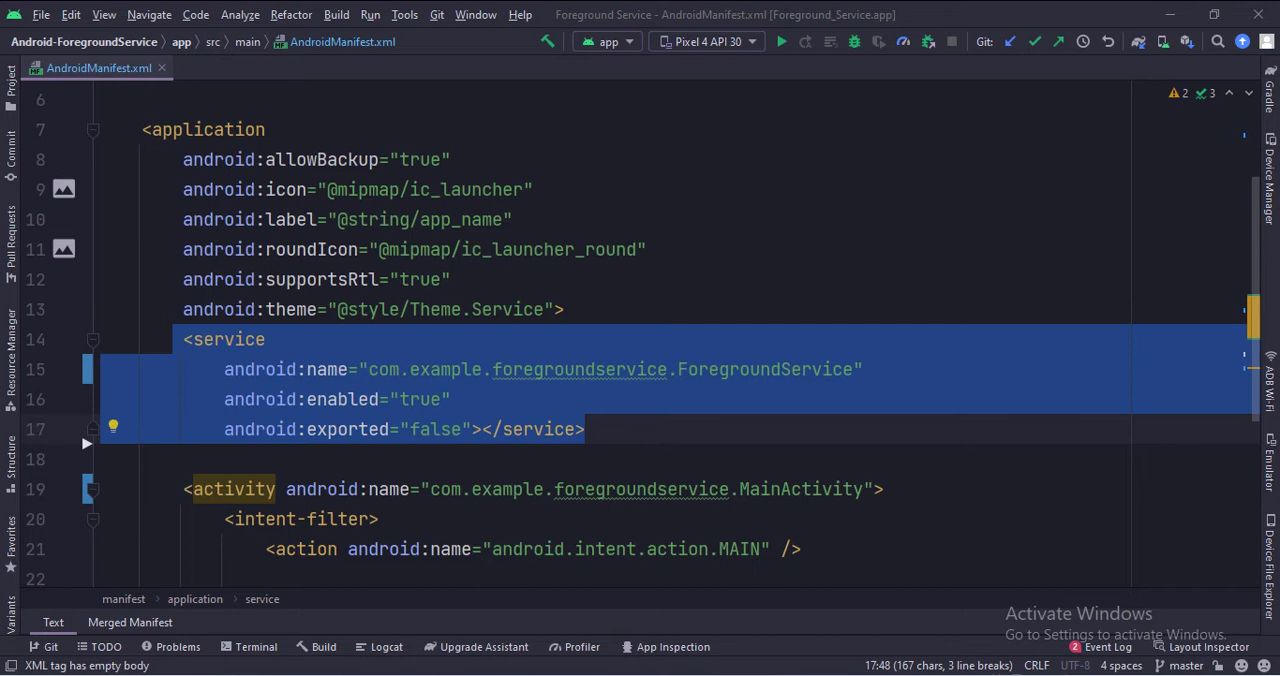 File Edit View Navigate Code Analyze Refactor Build Run Tools Git Window Help Foreground Service - AndroidManifest.xml [Foreground_Service.app]
Android-ForegroundService app src main AndroidManifest.xml app Pixel 4 API 30 Git:
AndroidManifest.xml
2 3
6
7 <application
8 android:allowBackup="true"
9 android:icon="@mipmap/ic_launcher"
10 android:label="@string/app_name"
11 android:roundIcon="@mipmap/ic_launcher_round"
12 android:supportsRtl="true"
13 android:theme="@style/Theme.Service">
14 <service
15 android:name="com.example.foregroundservice.ForegroundService"
16 android:enabled="true"
17 android:exported="false"></service>
18
19 <activity android:name="com.example.foregroundservice.MainActivity">
20 <intent-filter>
21 <action android:name="android.intent.action.MAIN" />
22
Project
Commit
Pull Requests
Resource Manager
Structure
Favorites
Variants
Gradle
Device Manager
ADB Wi-Fi
Emulator
Device File Explorer
manifest application service
Activate Windows
Go to Settings to activate Windows.
Text Merged Manifest
Git TODO Problems Terminal Build Logcat Upgrade Assistant Profiler App Inspection 2 Event Log Layout Inspector
XML tag has empty body 17:48 (167 chars, 3 line breaks) CRLF UTF-8 4 spaces master